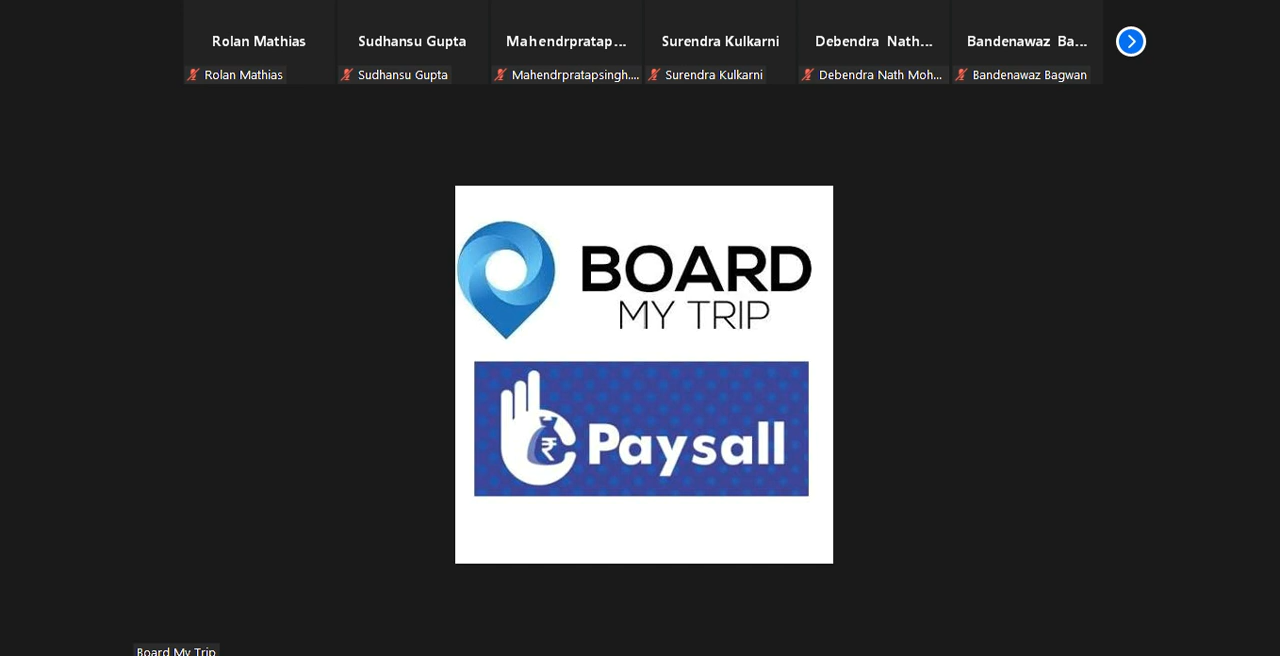 Rolan Mathias
Sudhansu Gupta
Mahendrpratap...
Surendra Kulkarni
Debendra Nath...
Bandenawaz Ba...
Rolan Mathias
Sudhansu Gupta
Mahendrpratapsingh....
Surendra Kulkarni
Debendra Nath Moh...
Bandenawaz Bagwan
BOARD
MY TRIP
₹
Paysall
Board My Trip